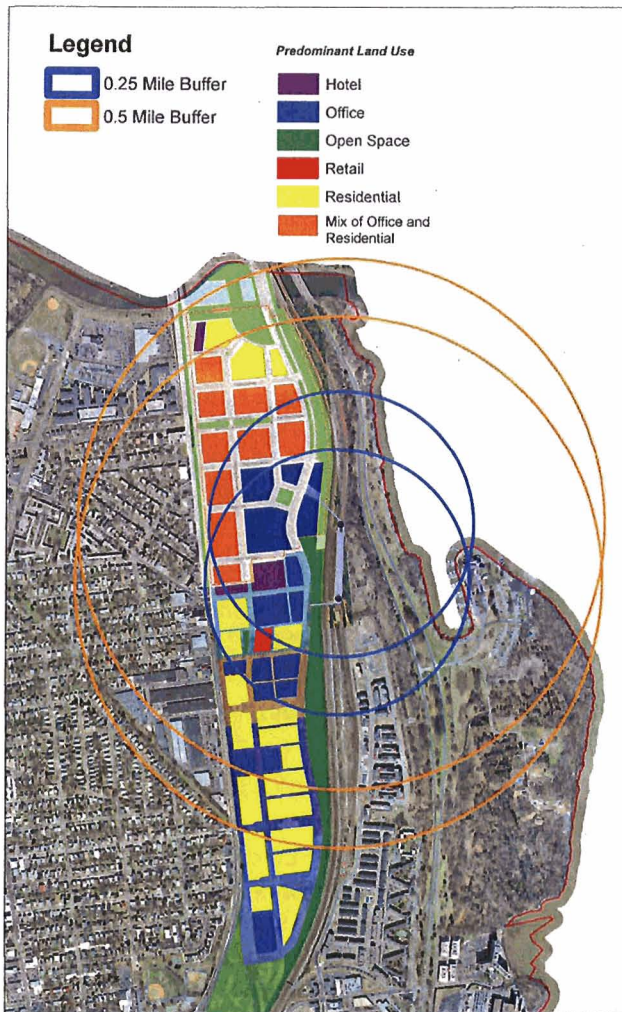 Legend
0.25 Mile Buffer
0.5 Mile Buffer
Predominant Land Use
Hotel
Office
Open Space
Retail
Residential
Mix of Office and
Residential